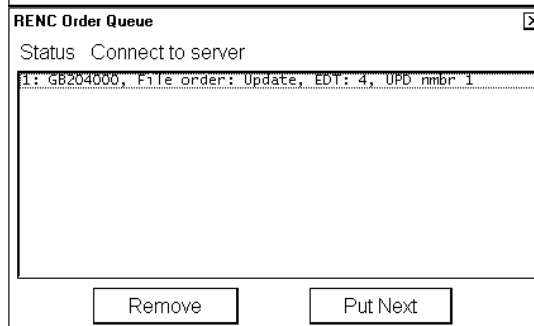 RENC Order Queue
Status Connect to server
1: GB204000, File order: Update, EDT: 4, UPD nmbr 1
Remove Put Next